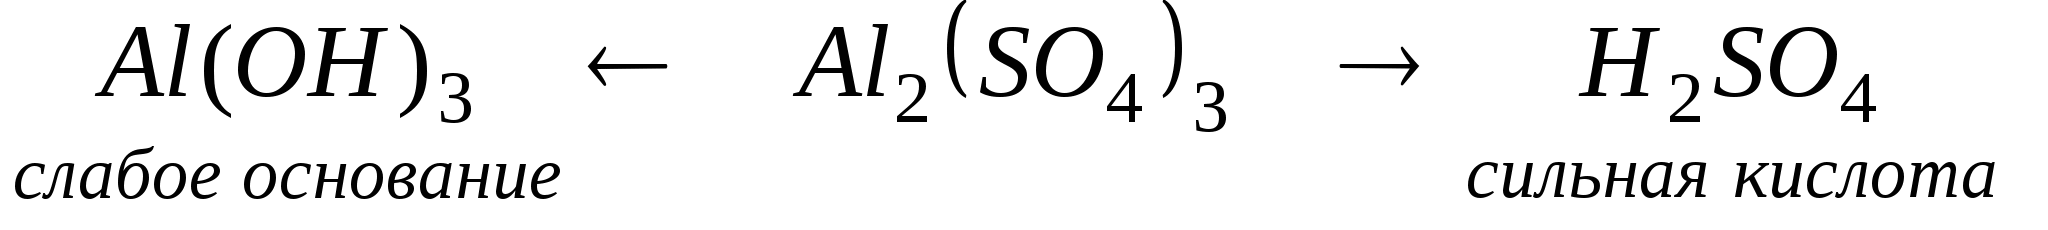 Al(OH)₃ ← Al₂(SO₄)₃ → H₂SO₄
слабое основание сильная кислота